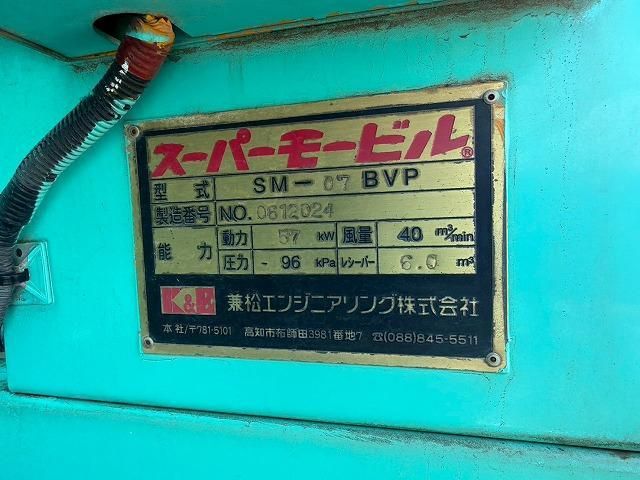 スーパーモービル®
型式 SM-07 BVP
製造番号 NO. 0612024
能力 動力 57 kW 風量 40 m³/min
圧力 - 96 kPa レシーバー 6.0 m³
K&E 兼松エンジニアリング株式会社
本社/〒781-5101 高知市布師田3981番地7 ☎(088)845-5511